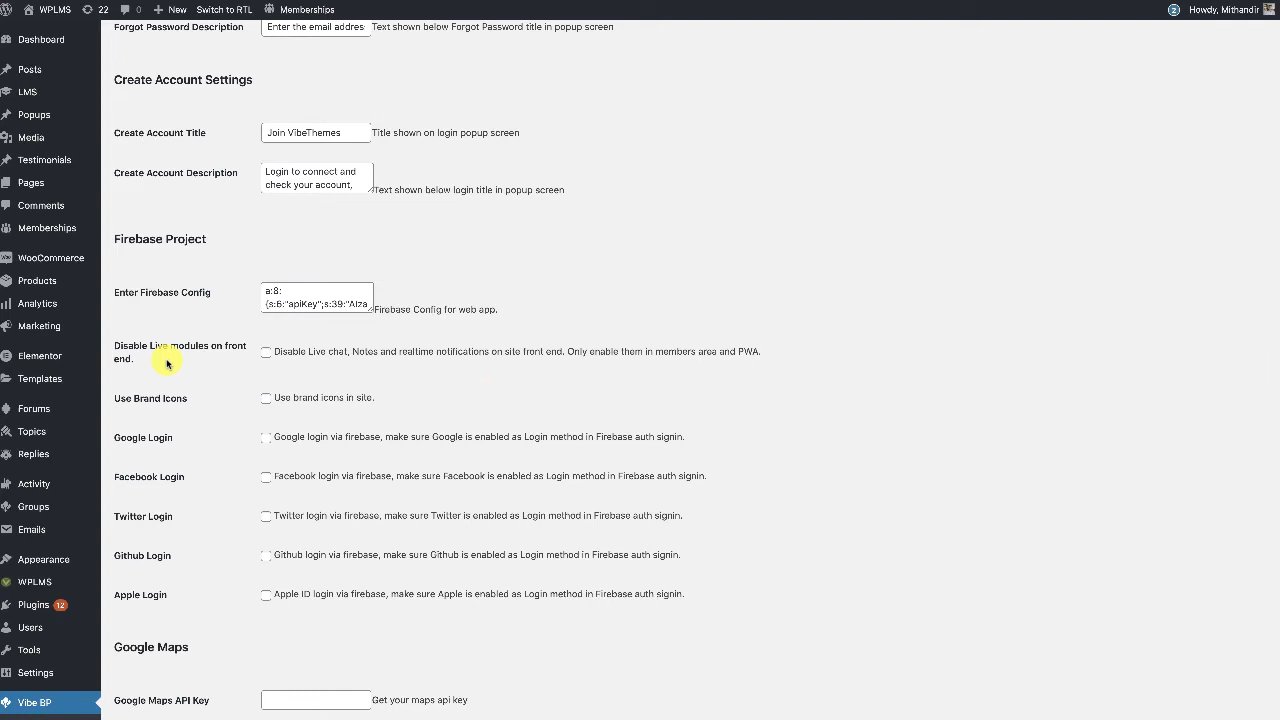 WPLMS 22 0 New Switch to RTL Memberships 2 Howdy, Mithandir
Dashboard
Posts
LMS
Popups
Media
Testimonials
Pages
Comments
Memberships
WooCommerce
Products
Analytics
Marketing
Elementor
Templates
Forums
Topics
Replies
Activity
Groups
Emails
Appearance
WPLMS
Plugins 12
Users
Tools
Settings
Vibe BP
Forgot Password Description Enter the email addres Text shown below Forgot Password title in popup screen
Create Account Settings
Create Account Title Join VibeThemes Title shown on login popup screen
Create Account Description Login to connect and
check your account, Text shown below login title in popup screen
Firebase Project
Enter Firebase Config a:8:
{s:6:"apiKey";s:39:"AIza Firebase Config for web app.
Disable Live modules on front
end. Disable Live chat, Notes and realtime notifications on site front end. Only enable them in members area and PWA.
Use Brand Icons Use brand icons in site.
Google Login Google login via firebase, make sure Google is enabled as Login method in Firebase auth signin.
Facebook Login Facebook login via firebase, make sure Facebook is enabled as Login method in Firebase auth signin.
Twitter Login Twitter login via firebase, make sure Twitter is enabled as Login method in Firebase auth signin.
Github Login Github login via firebase, make sure Github is enabled as Login method in Firebase auth signin.
Apple Login Apple ID login via firebase, make sure Apple is enabled as Login method in Firebase auth signin.
Google Maps
Google Maps API Key Get your maps api key